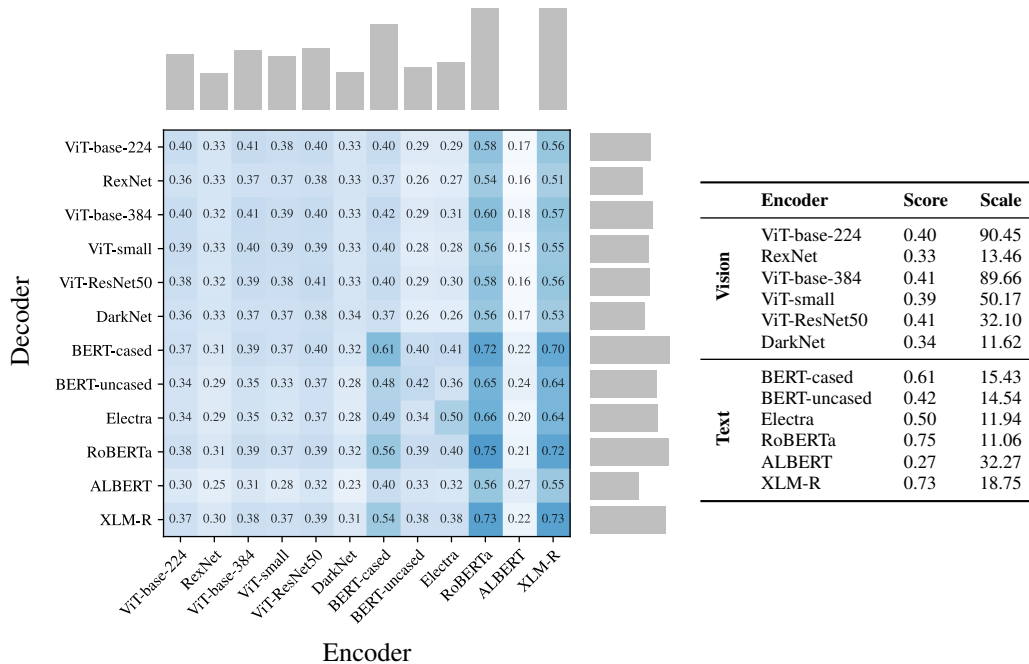 ViT-base-224 0.40 0.33 0.41 0.38 0.40 0.33 0.40 0.29 0.29 0.58 0.17 0.56
RexNet 0.36 0.33 0.37 0.37 0.38 0.33 0.37 0.26 0.27 0.54 0.16 0.51
ViT-base-384 0.40 0.32 0.41 0.39 0.40 0.33 0.42 0.29 0.31 0.60 0.18 0.57
ViT-small 0.39 0.33 0.40 0.39 0.39 0.33 0.40 0.28 0.28 0.56 0.15 0.55
ViT-ResNet50 0.38 0.32 0.39 0.38 0.41 0.33 0.40 0.29 0.30 0.58 0.16 0.56
DarkNet 0.36 0.33 0.37 0.37 0.38 0.34 0.37 0.26 0.26 0.56 0.17 0.53
BERT-cased 0.37 0.31 0.39 0.37 0.40 0.32 0.61 0.40 0.41 0.72 0.22 0.70
BERT-uncased 0.34 0.29 0.35 0.33 0.37 0.28 0.48 0.42 0.36 0.65 0.24 0.64
Electra 0.34 0.29 0.35 0.32 0.37 0.28 0.49 0.34 0.50 0.66 0.20 0.64
RoBERTa 0.38 0.31 0.39 0.37 0.39 0.32 0.56 0.39 0.40 0.75 0.21 0.72
ALBERT 0.30 0.25 0.31 0.28 0.32 0.23 0.40 0.33 0.32 0.56 0.27 0.55
XLM-R 0.37 0.30 0.38 0.37 0.39 0.31 0.54 0.38 0.38 0.73 0.22 0.73
Decoder
ViT-base-224
RexNet
ViT-base-384
ViT-small
ViT-ResNet50
DarkNet
BERT-cased
BERT-uncased
Electra
RoBERTa
ALBERT
XLM-R
Encoder
Encoder Score Scale
Vision
ViT-base-224 0.40 90.45
RexNet 0.33 13.46
ViT-base-384 0.41 89.66
ViT-small 0.39 50.17
ViT-ResNet50 0.41 32.10
DarkNet 0.34 11.62
Text
BERT-cased 0.61 15.43
BERT-uncased 0.42 14.54
Electra 0.50 11.94
RoBERTa 0.75 11.06
ALBERT 0.27 32.27
XLM-R 0.73 18.75